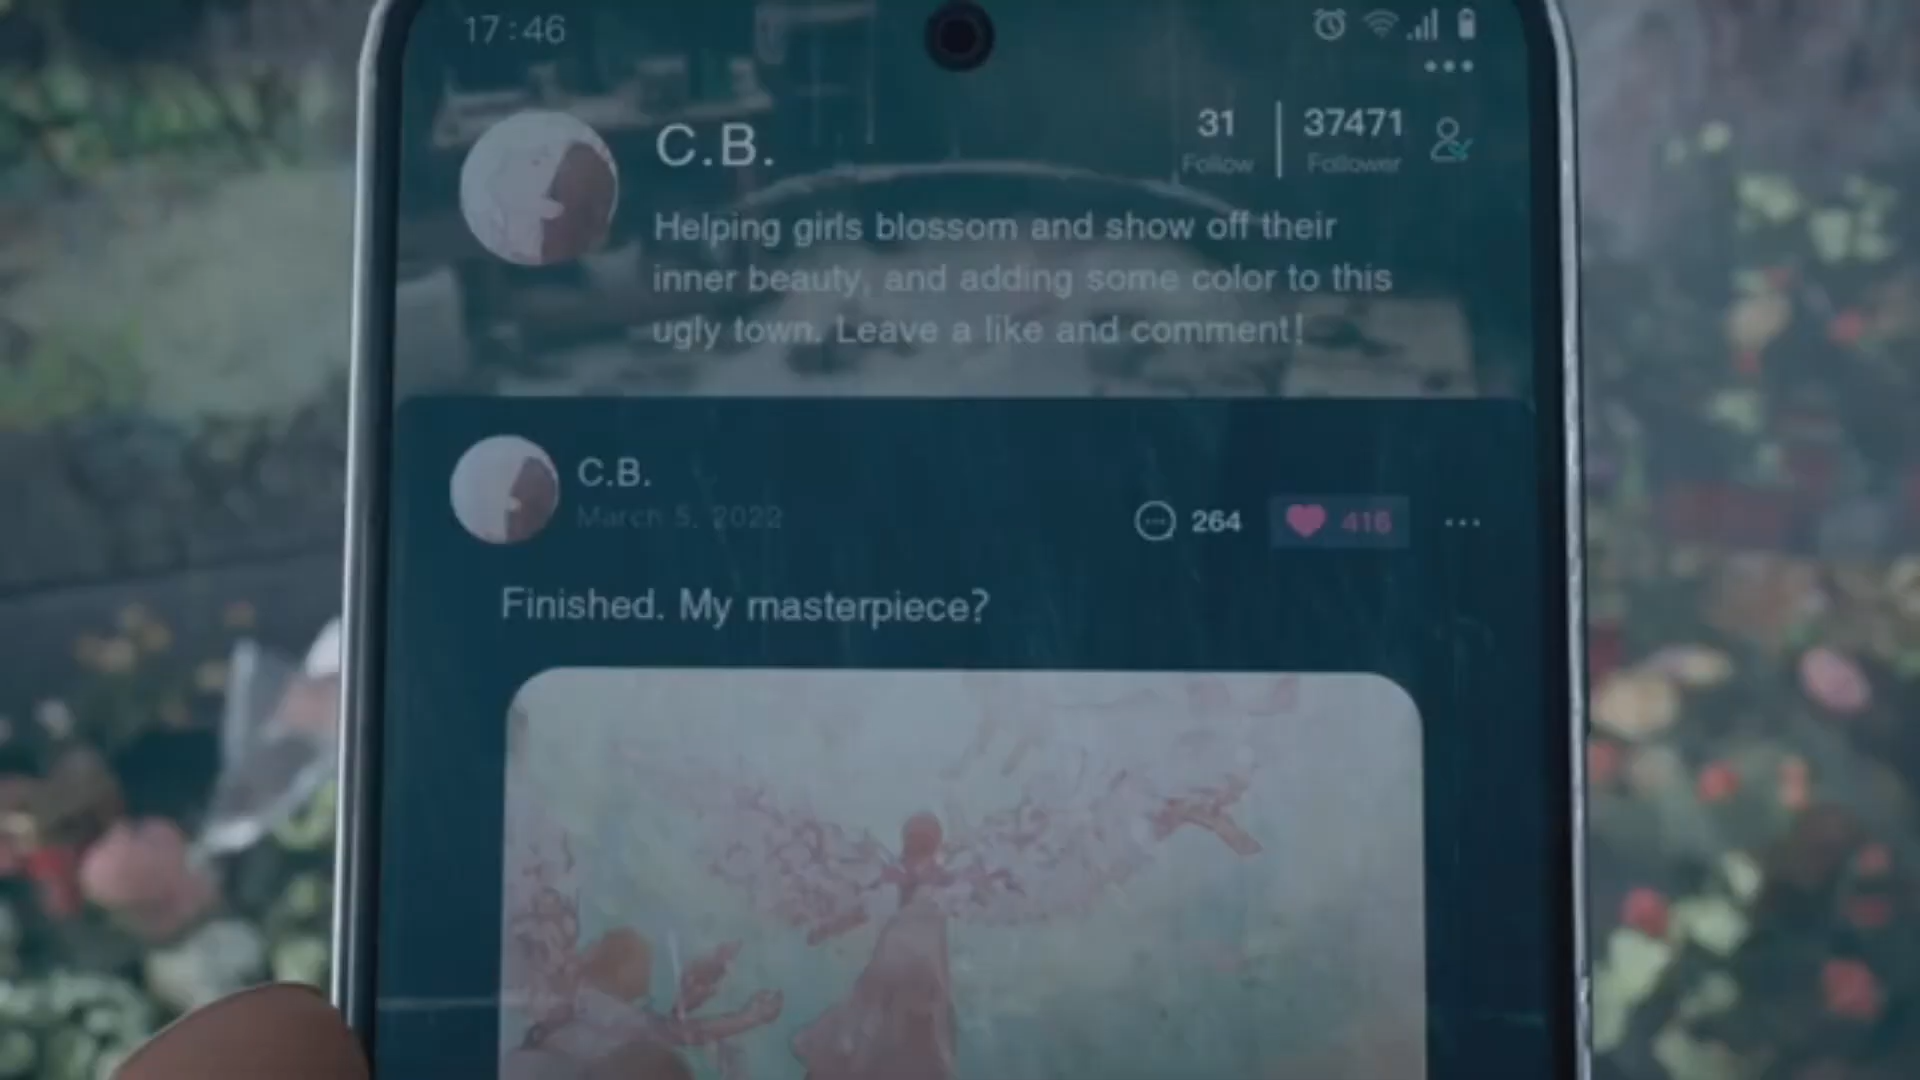 17:46
C.B.
31
37471
Follow
Follower
Helping girls blossom and show off their
inner beauty, and adding some color to this
ugly town. Leave a like and comment!
C.B.
March 5, 2022
264
416
Finished. My masterpiece?